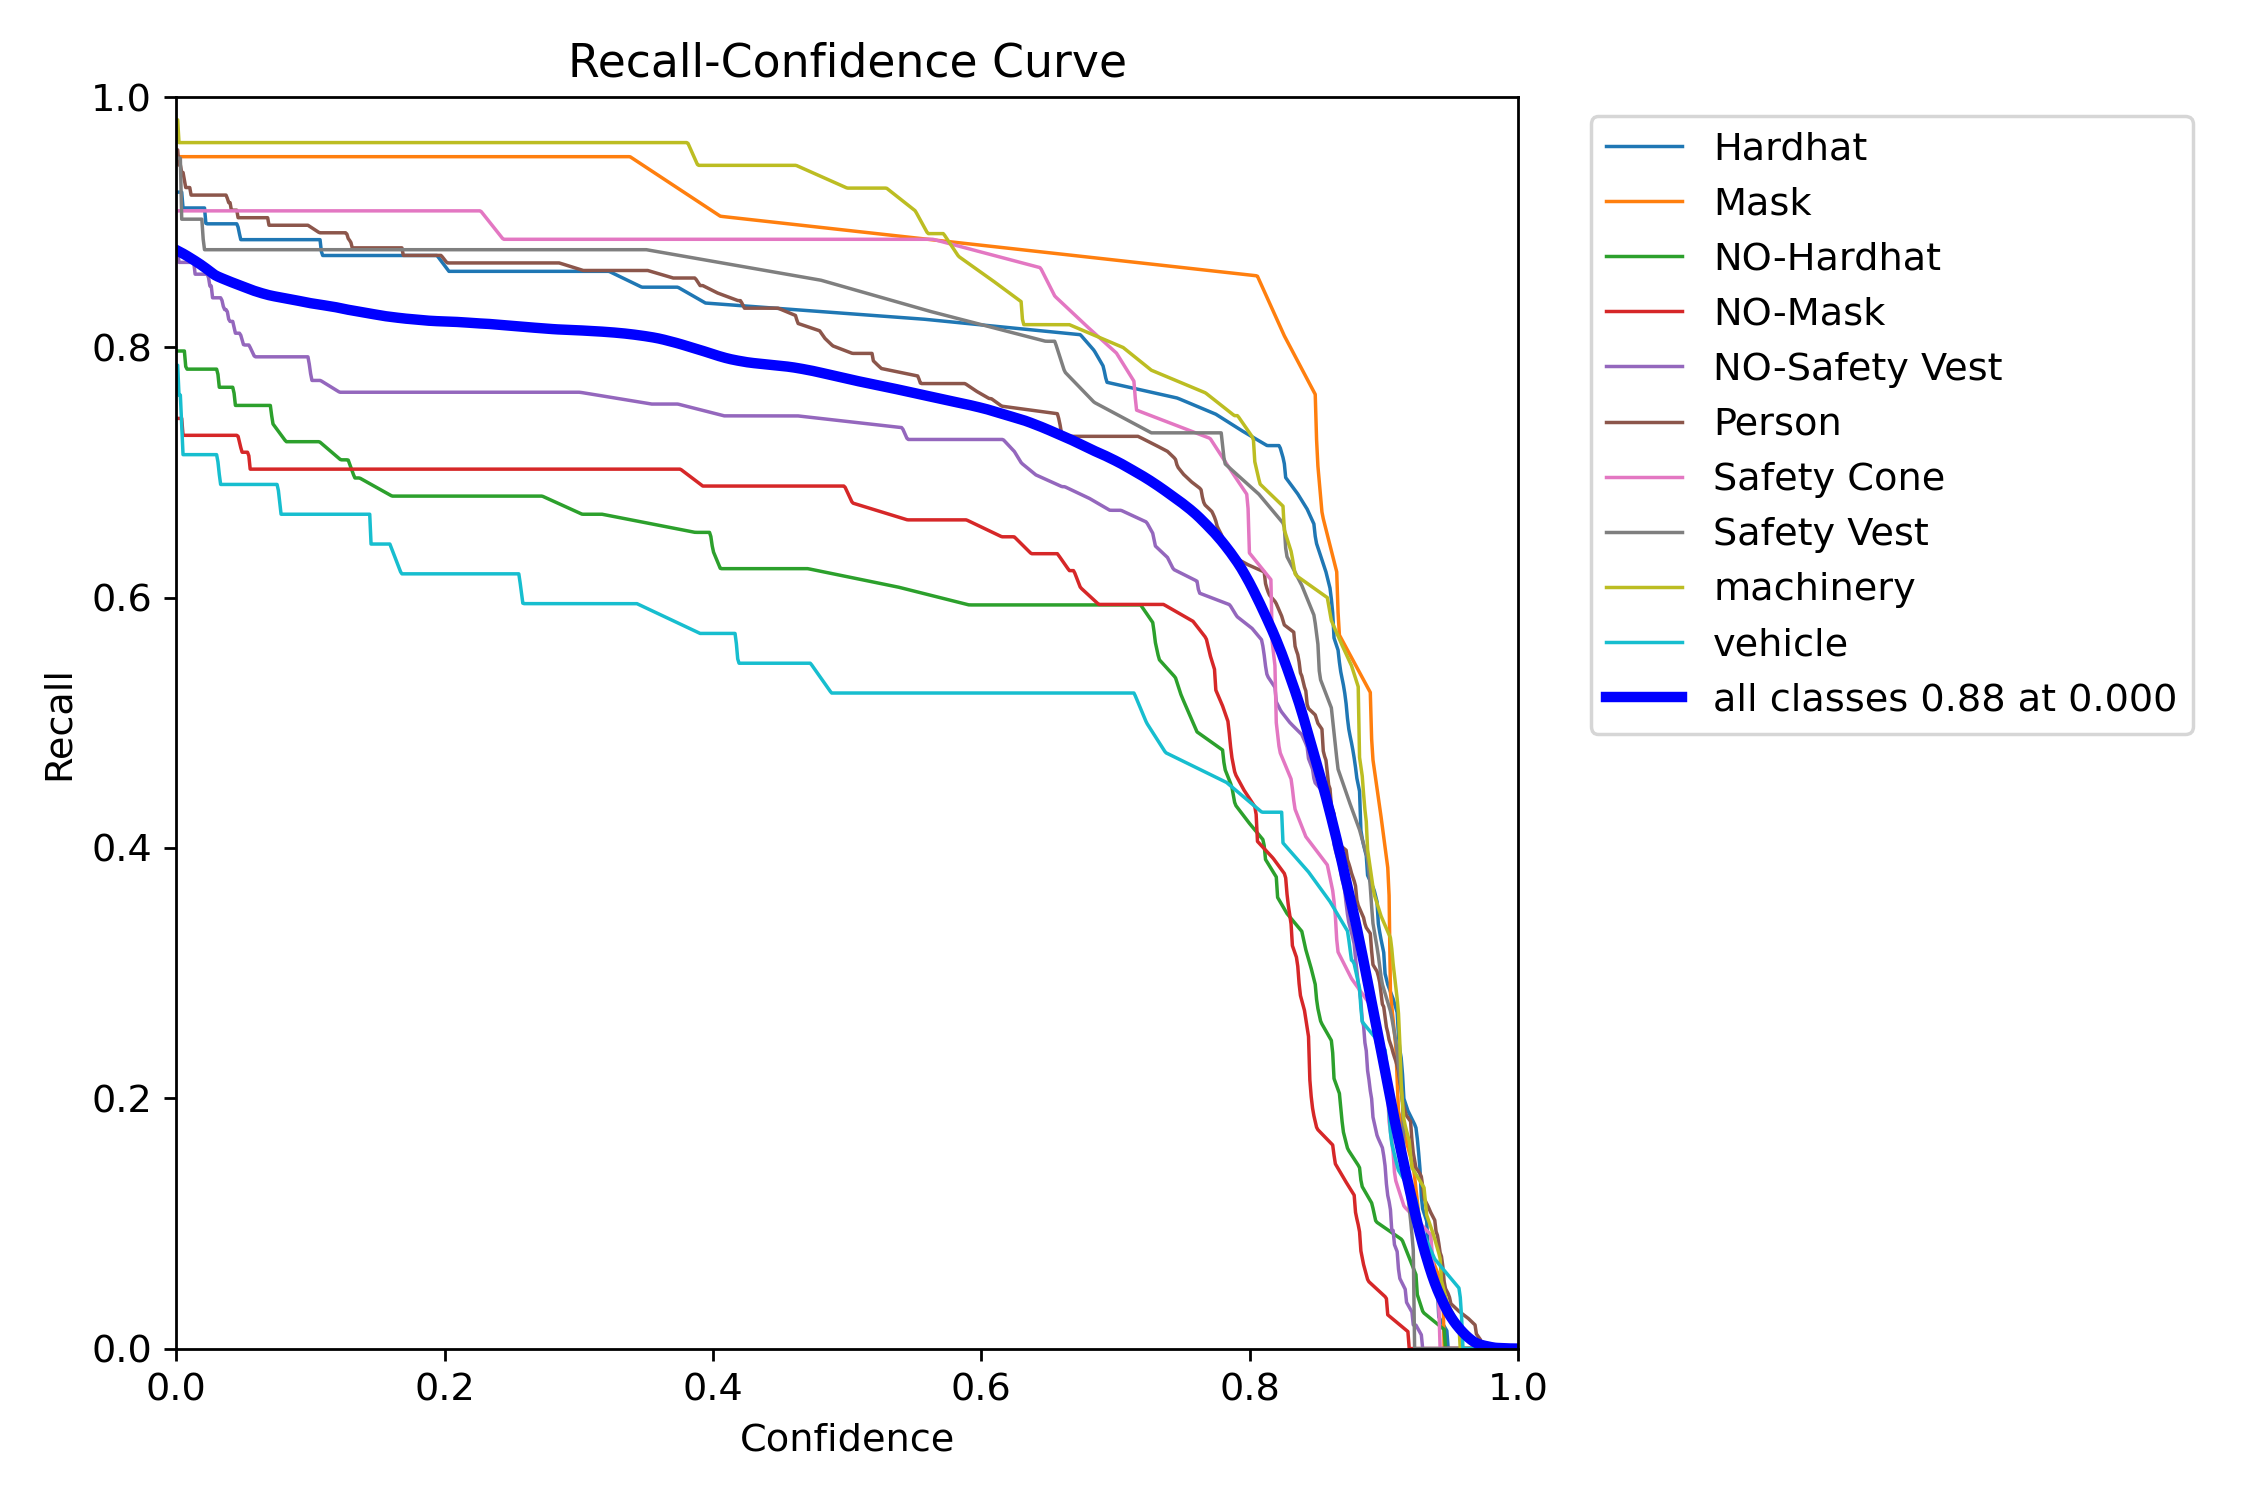 Recall-Confidence Curve
1.0
0.8
0.6
0.4
0.2
0.0
Recall
0.0 0.2 0.4 0.6 0.8 1.0
Confidence
Hardhat
Mask
NO-Hardhat
NO-Mask
NO-Safety Vest
Person
Safety Cone
Safety Vest
machinery
vehicle
all classes 0.88 at 0.000